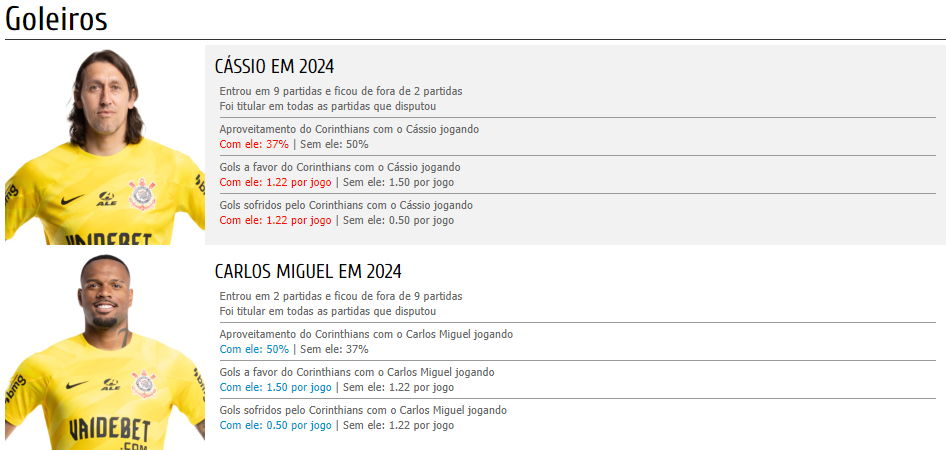 Goleiros
CÁSSIO EM 2024
Entrou em 9 partidas e ficou de fora de 2 partidas
Foi titular em todas as partidas que disputou
Aproveitamento do Corinthians com o Cássio jogando
Com ele: 37% | Sem ele: 50%
Gols a favor do Corinthians com o Cássio jogando
Com ele: 1.22 por jogo | Sem ele: 1.50 por jogo
Gols sofridos pelo Corinthians com o Cássio jogando
Com ele: 1.22 por jogo | Sem ele: 0.50 por jogo
bmg
ALE
VAIDEBET
CARLOS MIGUEL EM 2024
Entrou em 2 partidas e ficou de fora de 9 partidas
Foi titular em todas as partidas que disputou
Aproveitamento do Corinthians com o Carlos Miguel jogando
Com ele: 50% | Sem ele: 37%
Gols a favor do Corinthians com o Carlos Miguel jogando
Com ele: 1.50 por jogo | Sem ele: 1.22 por jogo
Gols sofridos pelo Corinthians com o Carlos Miguel jogando
Com ele: 0.50 por jogo | Sem ele: 1.22 por jogo
bmg
ALE
VAIDEBET
.COM